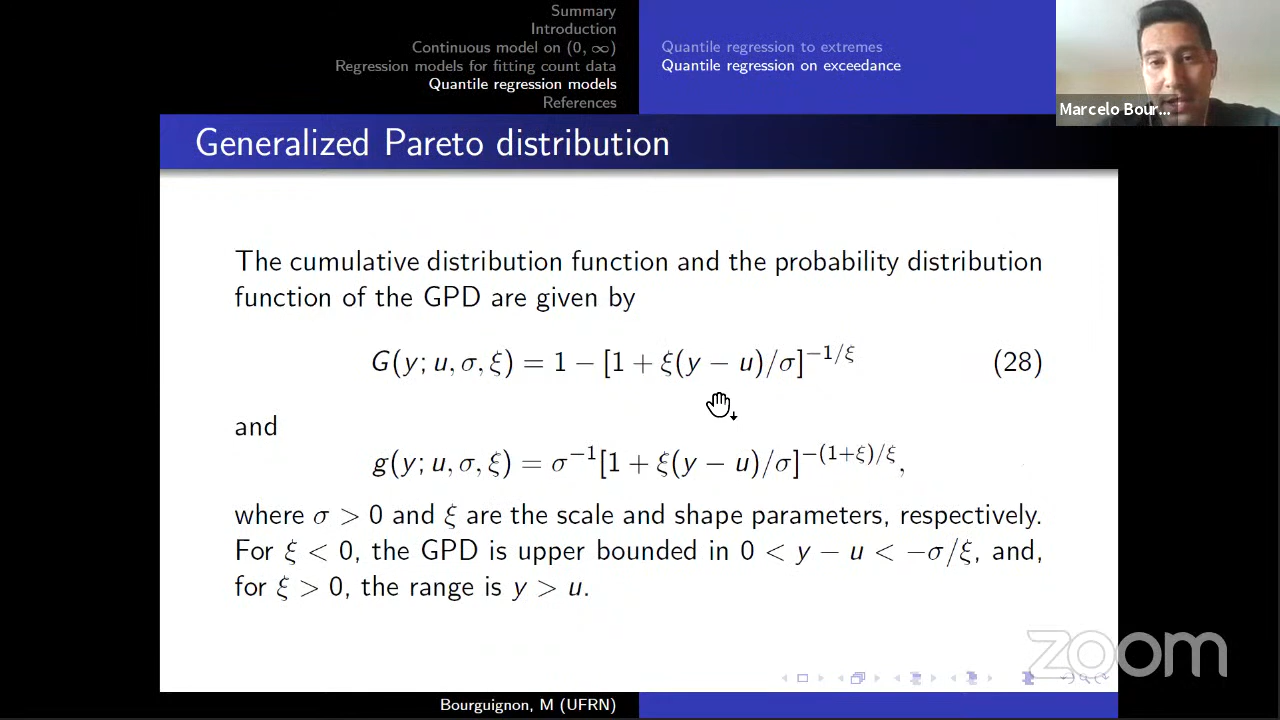 Summary
Introduction
Continuous model on (0, ∞)
Regression models for fitting count data
Quantile regression models
References
Quantile regression to extremes
Quantile regression on exceedance
Marcelo Bour...
Generalized Pareto distribution
The cumulative distribution function and the probability distribution
function of the GPD are given by
G(y; u, σ, ξ) = 1 − [1 + ξ(y − u)/σ]^{−1/ξ} (28)
and
g(y; u, σ, ξ) = σ^{−1}[1 + ξ(y − u)/σ]^{−(1+ξ)/ξ},
where σ > 0 and ξ are the scale and shape parameters, respectively.
For ξ < 0, the GPD is upper bounded in 0 < y − u < −σ/ξ, and,
for ξ > 0, the range is y > u.
zoom
Bourguignon, M (UFRN)